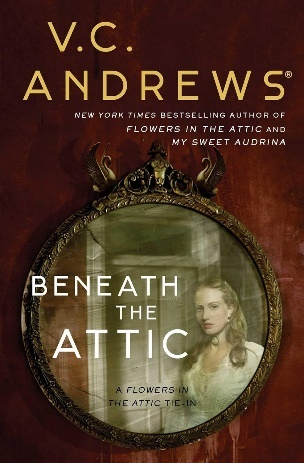 V.C.
ANDREWS®
NEW YORK TIMES BESTSELLING AUTHOR OF
FLOWERS IN THE ATTIC AND
MY SWEET AUDRINA
BENEATH
THE
ATTIC
A FLOWERS IN
THE ATTIC TIE-IN